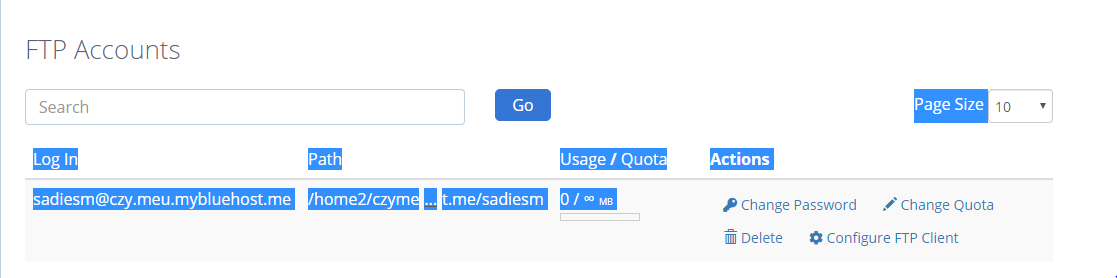 FTP Accounts
Search Go Page Size 10
Log In Path Usage / Quota Actions
sadiesm@czy.meu.mybluehost.me /home2/czyme ... t.me/sadiesm 0 / ∞ MB Change Password Change Quota
Delete Configure FTP Client